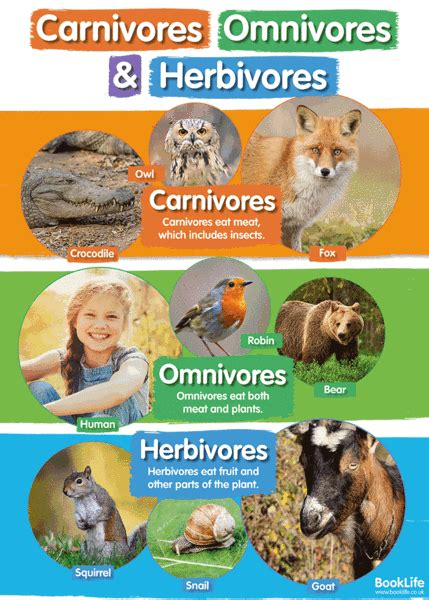 Carnivores Omnivores
& Herbivores
Owl
Carnivores
Carnivores eat meat,
which includes insects.
Crocodile
Fox
Robin
Omnivores
Omnivores eat both
meat and plants.
Bear
Human
Herbivores
Herbivores eat fruit and
other parts of the plant.
Squirrel
Snail
Goat
BookLife
www.booklife.co.uk